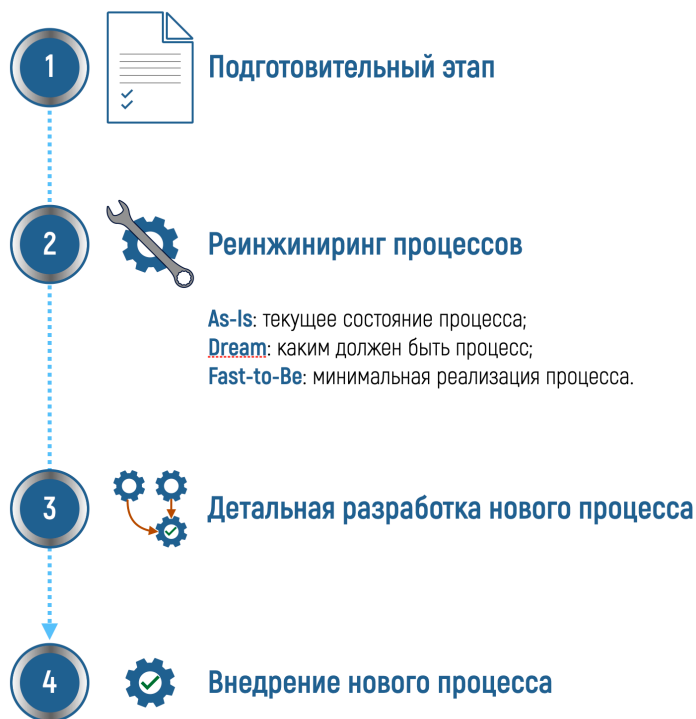 1
Подготовительный этап
2
Реинжиниринг процессов
As-Is: текущее состояние процесса;
Dream: каким должен быть процесс;
Fast-to-Be: минимальная реализация процесса.
3
Детальная разработка нового процесса
4
Внедрение нового процесса